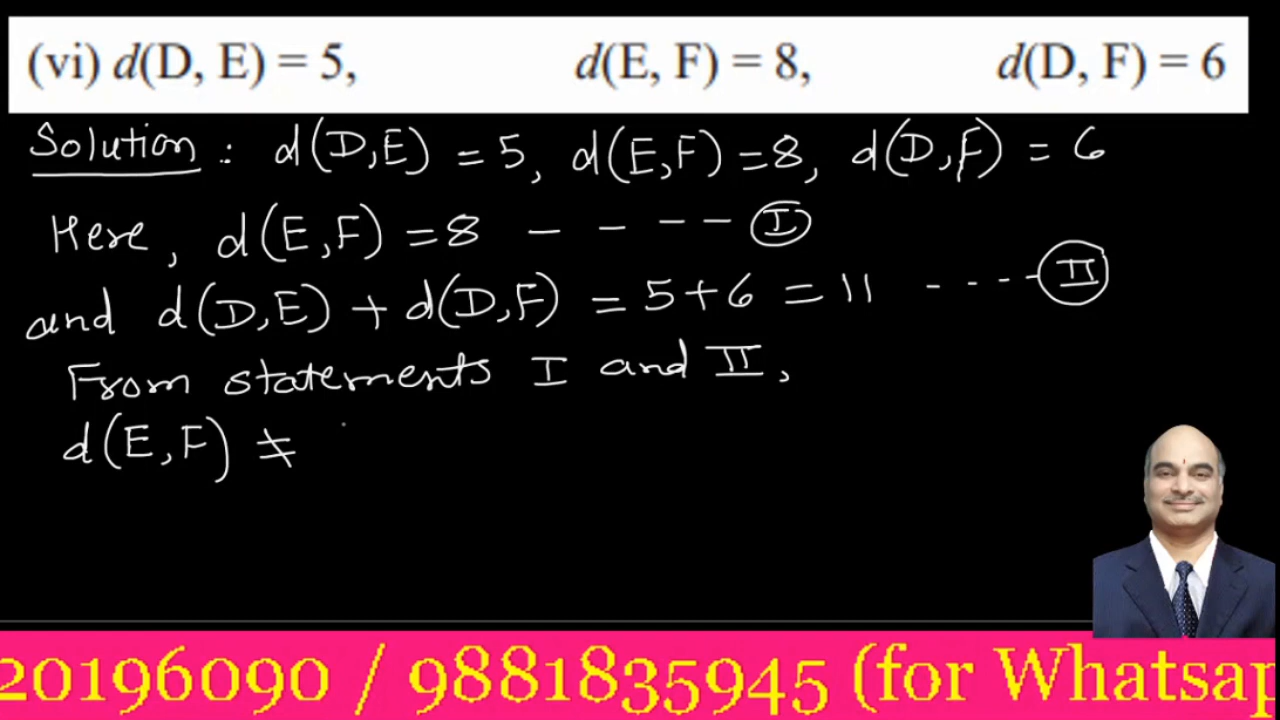 (vi) d(D, E) = 5, d(E, F) = 8, d(D, F) = 6
Solution : d(D,E) = 5, d(E,F) = 8, d(D,F) = 6
Here, d(E,F) = 8 - - - - I
and d(D,E) + d(D,F) = 5+6 = 11 - - - - II
From statements I and II,
d(E,F) ≠
20196090 / 9881835945 (for Whatsap